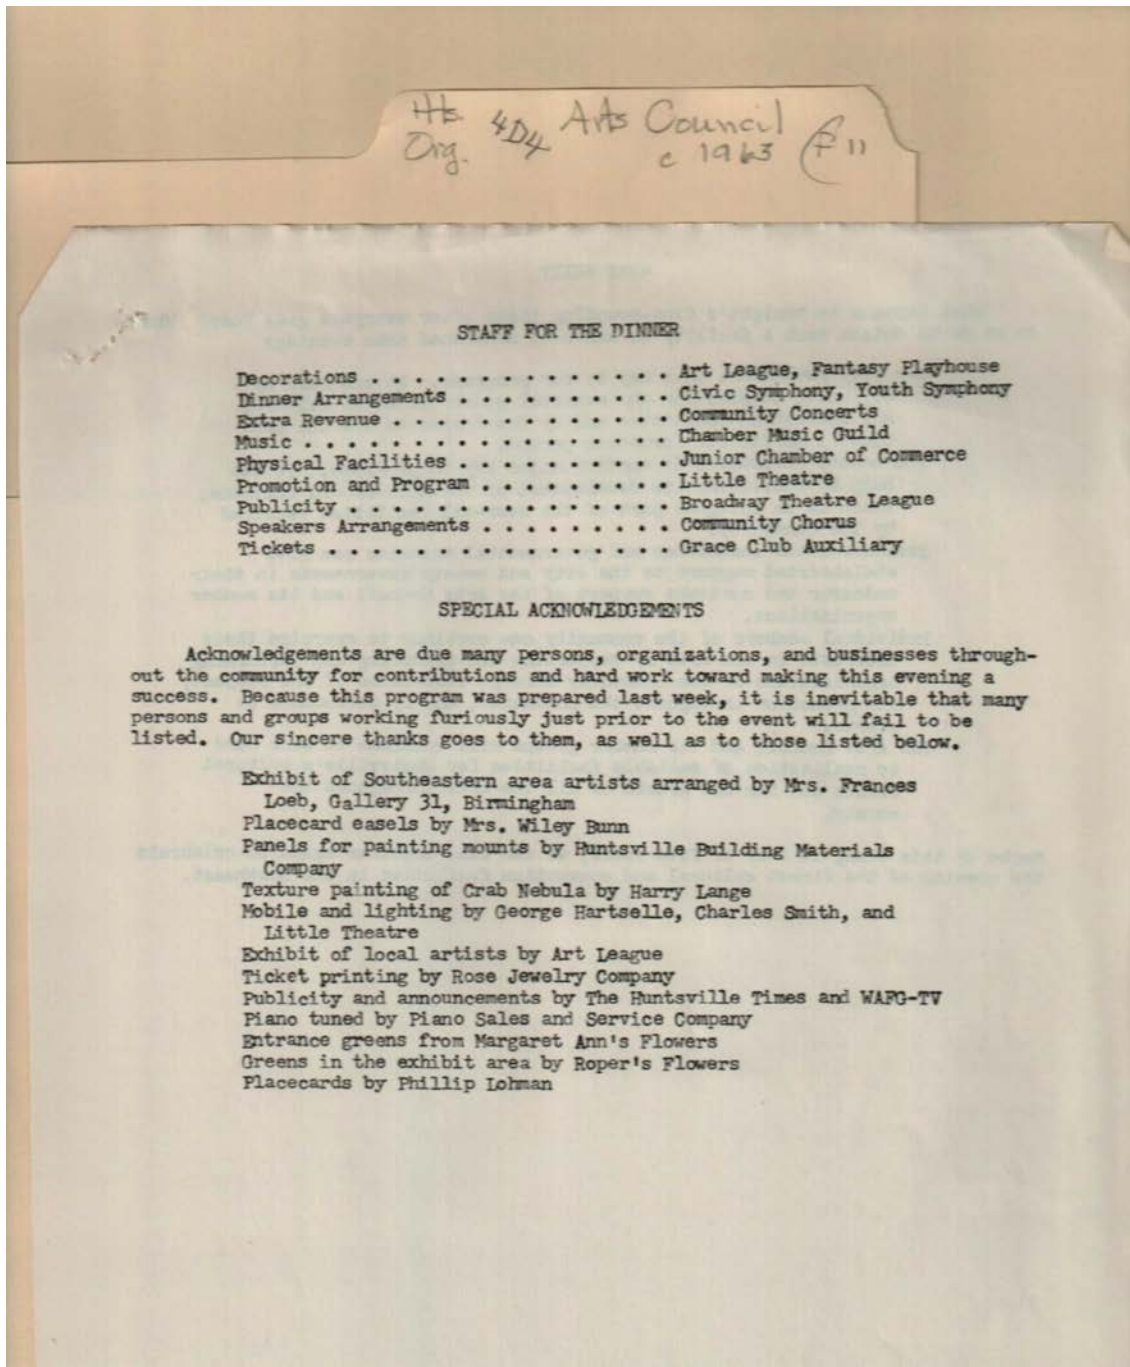 Hts. 4D4 Arts Council
Org. c 1963 F 11
STAFF FOR THE DINNER
Decorations . . . . . . . . . . . . . . Art League, Fantasy Playhouse
Dinner Arrangements . . . . . . . . . . Civic Symphony, Youth Symphony
Extra Revenue . . . . . . . . . . . . . Community Concerts
Music . . . . . . . . . . . . . . . . . Chamber Music Guild
Physical Facilities . . . . . . . . . . Junior Chamber of Commerce
Promotion and Program . . . . . . . . . Little Theatre
Publicity . . . . . . . . . . . . . . . Broadway Theatre League
Speakers Arrangements . . . . . . . . . Community Chorus
Tickets . . . . . . . . . . . . . . . . Grace Club Auxiliary
SPECIAL ACKNOWLEDGEMENTS
Acknowledgements are due many persons, organizations, and businesses through-
out the community for contributions and hard work toward making this evening a
success. Because this program was prepared last week, it is inevitable that many
persons and groups working furiously just prior to the event will fail to be
listed. Our sincere thanks goes to them, as well as to those listed below.
Exhibit of Southeastern area artists arranged by Mrs. Frances
Loeb, Gallery 31, Birmingham
Placecard easels by Mrs. Wiley Bunn
Panels for painting mounts by Huntsville Building Materials
Company
Texture painting of Crab Nebula by Harry Lange
Mobile and lighting by George Hartselle, Charles Smith, and
Little Theatre
Exhibit of local artists by Art League
Ticket printing by Rose Jewelry Company
Publicity and announcements by The Huntsville Times and WAFG-TV
Piano tuned by Piano Sales and Service Company
Entrance greens from Margaret Ann's Flowers
Greens in the exhibit area by Roper's Flowers
Placecards by Phillip Lohman